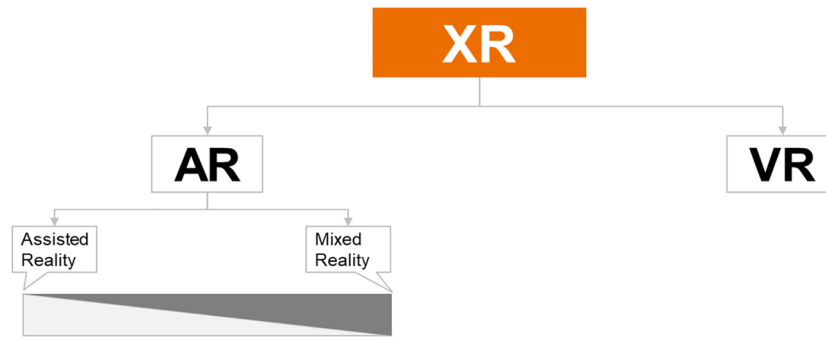 XR
AR
VR
Assisted
Reality
Mixed
Reality